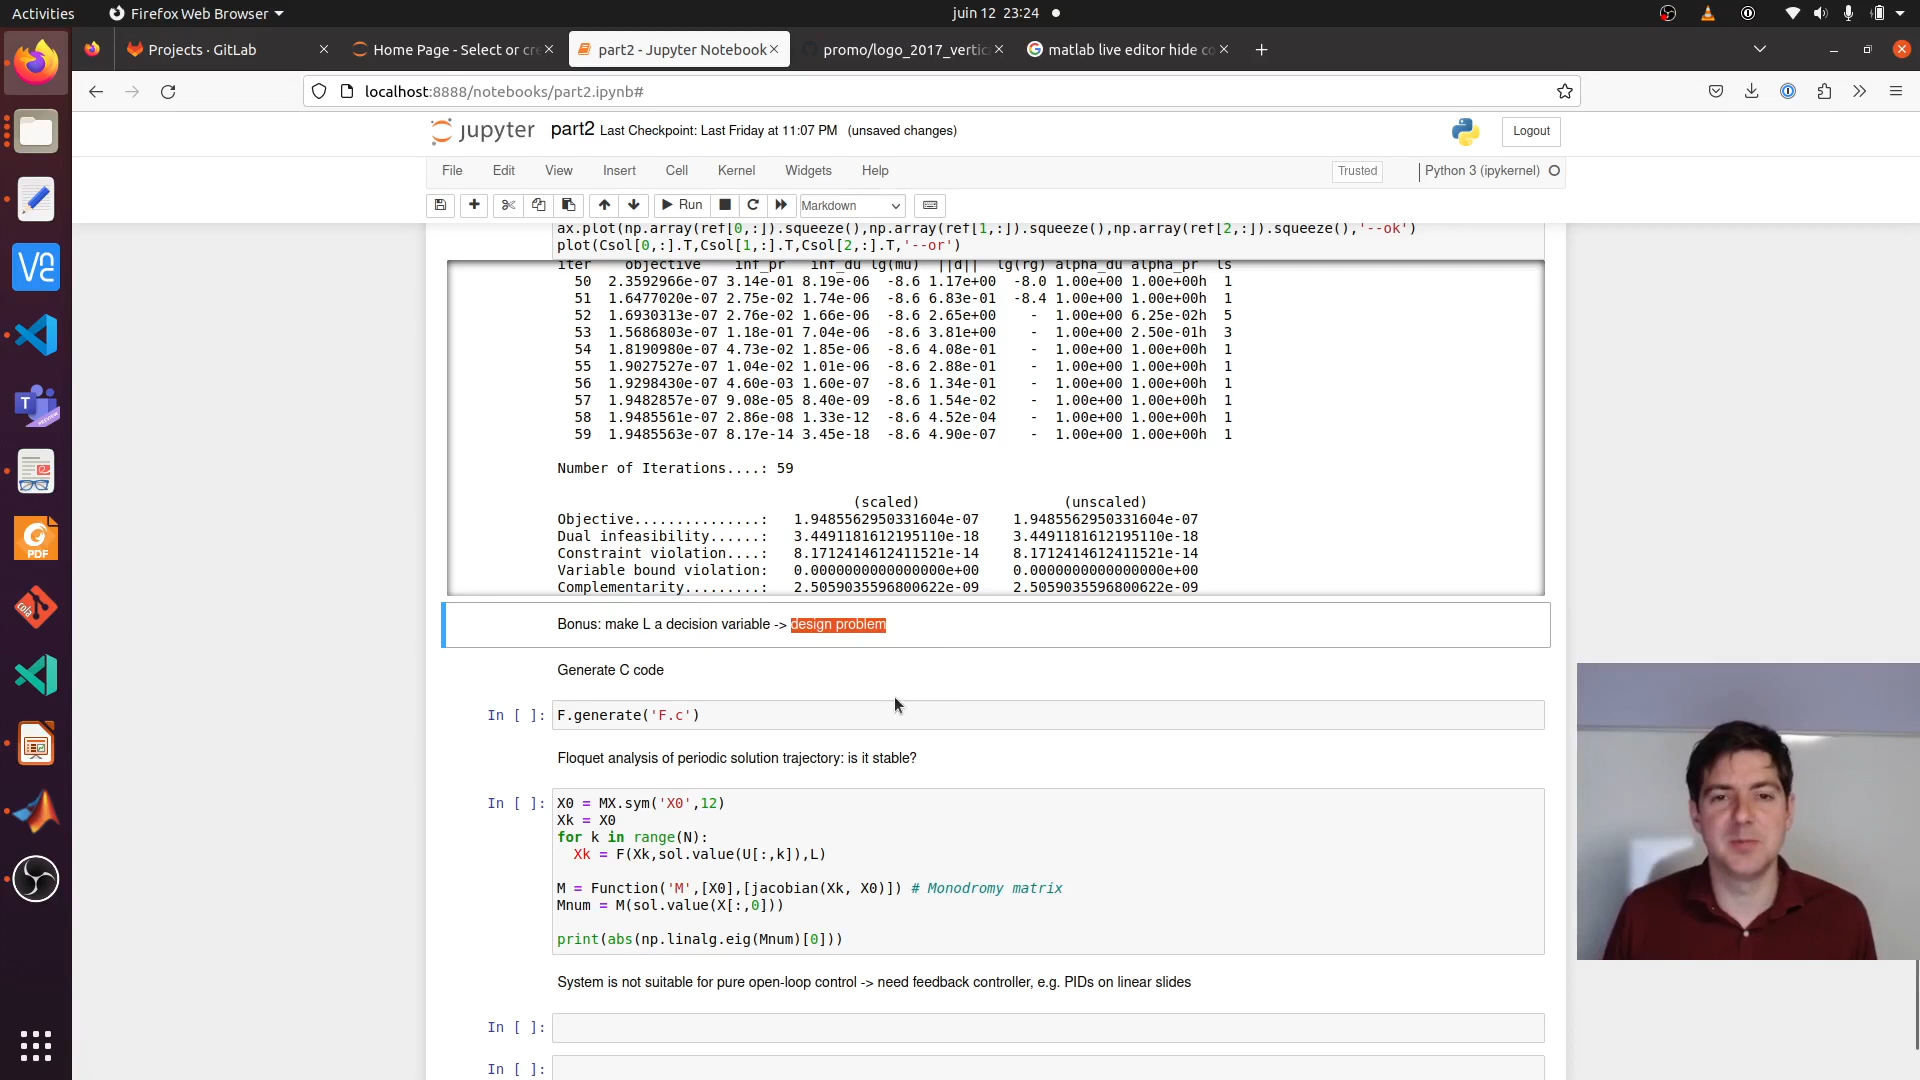 Activities
Firefox Web Browser
juin 12 23:24
Projects · GitLab
Home Page - Select or cre
part2 - Jupyter Notebook
promo/logo_2017_vertic
matlab live editor hide co
localhost:8888/notebooks/part2.ipynb#
jupyter part2 Last Checkpoint: Last Friday at 11:07 PM (unsaved changes)
Logout
File Edit View Insert Cell Kernel Widgets Help
Trusted
Python 3 (ipykernel)
Run
Markdown
ax.plot(np.array(ref[0,:]).squeeze(),np.array(ref[1,:]).squeeze(),np.array(ref[2,:]).squeeze(),'--ok')
plot(Csol[0,:].T,Csol[1,:].T,Csol[2,:].T,'--or')
iter objective inf_pr inf_du lg(mu) ||d|| lg(rg) alpha_du alpha_pr ls
50 2.3592966e-07 3.14e-01 8.19e-06 -8.6 1.17e+00 -8.0 1.00e+00 1.00e+00h 1
51 1.6477020e-07 2.75e-02 1.74e-06 -8.6 6.83e-01 -8.4 1.00e+00 1.00e+00h 1
52 1.6930313e-07 2.76e-02 1.66e-06 -8.6 2.65e+00 - 1.00e+00 6.25e-02h 5
53 1.5686803e-07 1.18e-01 7.04e-06 -8.6 3.81e+00 - 1.00e+00 2.50e-01h 3
54 1.8190980e-07 4.73e-02 1.85e-06 -8.6 4.08e-01 - 1.00e+00 1.00e+00h 1
55 1.9027527e-07 1.04e-02 1.01e-06 -8.6 2.88e-01 - 1.00e+00 1.00e+00h 1
56 1.9298430e-07 4.60e-03 1.60e-07 -8.6 1.34e-01 - 1.00e+00 1.00e+00h 1
57 1.9482857e-07 9.08e-05 8.40e-09 -8.6 1.54e-02 - 1.00e+00 1.00e+00h 1
58 1.9485561e-07 2.86e-08 1.33e-12 -8.6 4.52e-04 - 1.00e+00 1.00e+00h 1
59 1.9485563e-07 8.17e-14 3.45e-18 -8.6 4.90e-07 - 1.00e+00 1.00e+00h 1
Number of Iterations....: 59
(scaled) (unscaled)
Objective...............: 1.9485562950331604e-07 1.9485562950331604e-07
Dual infeasibility......: 3.4491181612195110e-18 3.4491181612195110e-18
Constraint violation....: 8.1712414612411521e-14 8.1712414612411521e-14
Variable bound violation: 0.0000000000000000e+00 0.0000000000000000e+00
Complementarity.........: 2.5059035596800622e-09 2.5059035596800622e-09
Bonus: make L a decision variable -> design problem
Generate C code
In [ ]: F.generate('F.c')
Floquet analysis of periodic solution trajectory: is it stable?
In [ ]: X0 = MX.sym('X0',12)
Xk = X0
for k in range(N):
Xk = F(Xk,sol.value(U[:,k]),L)
M = Function('M',[X0],[jacobian(Xk, X0)]) # Monodromy matrix
Mnum = M(sol.value(X[:,0]))
print(abs(np.linalg.eig(Mnum)[0]))
System is not suitable for pure open-loop control -> need feedback controller, e.g. PIDs on linear slides
In [ ]:
In [ ]: